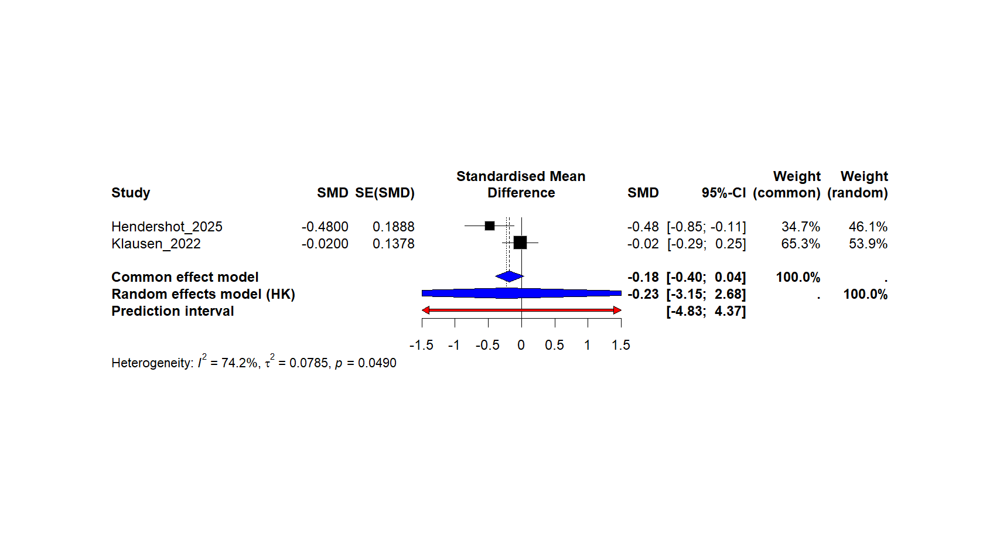 Standardised Mean Weight Weight
Study SMD SE(SMD) Difference SMD 95%-CI (common) (random)
Hendershot_2025 -0.4800 0.1888 -0.48 [-0.85; -0.11] 34.7% 46.1%
Klausen_2022 -0.0200 0.1378 -0.02 [-0.29; 0.25] 65.3% 53.9%
Common effect model -0.18 [-0.40; 0.04] 100.0% .
Random effects model (HK) -0.23 [-3.15; 2.68] . 100.0%
Prediction interval [-4.83; 4.37]
-1.5 -1 -0.5 0 0.5 1 1.5
Heterogeneity: I² = 74.2%, τ² = 0.0785, p = 0.0490